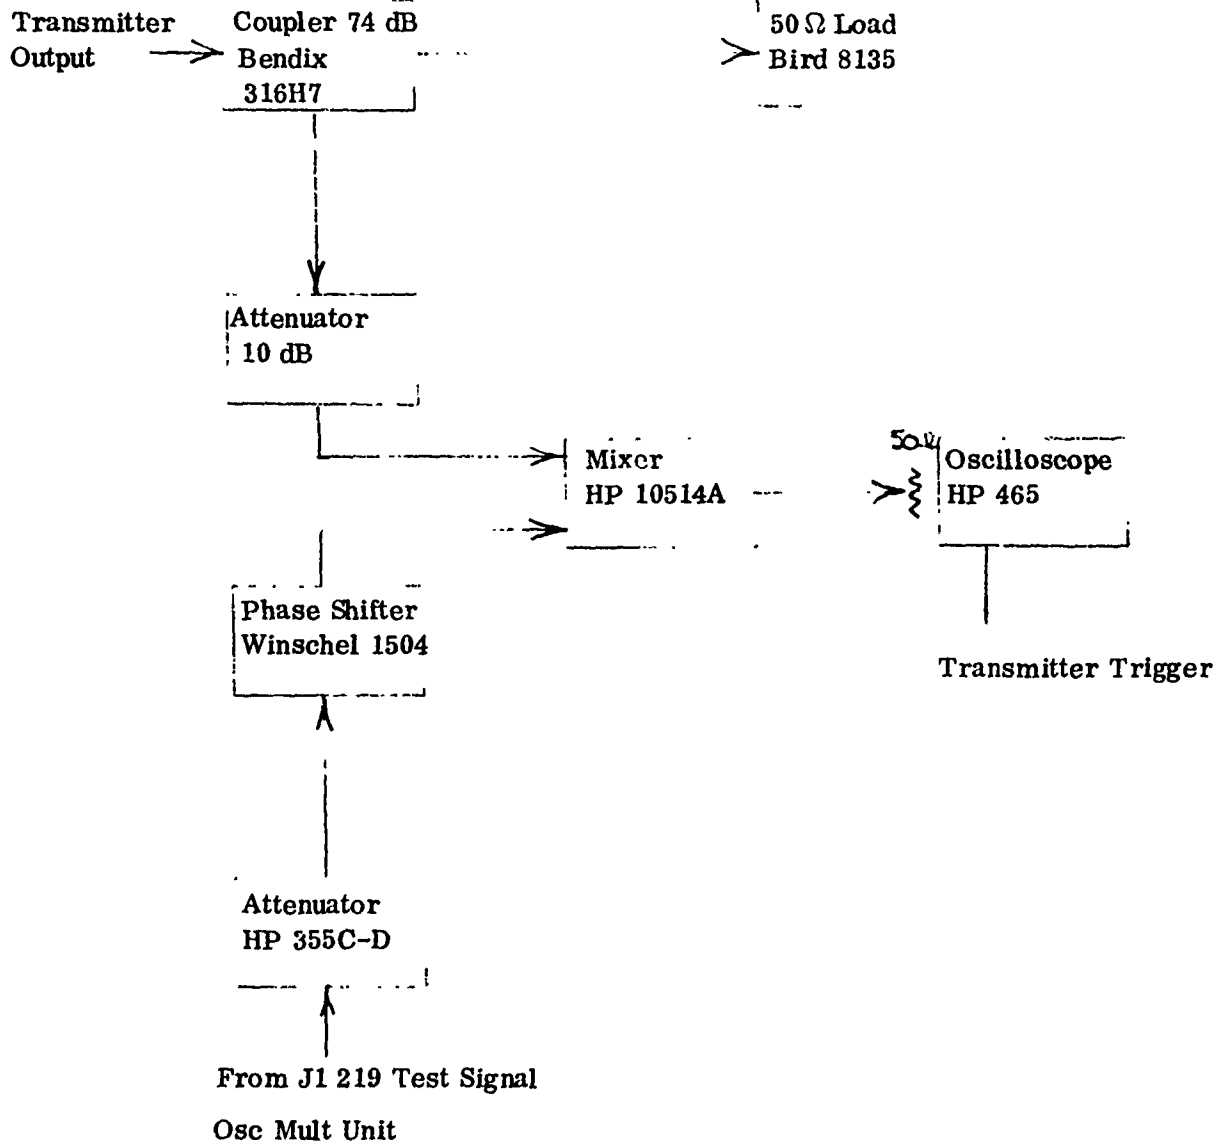 Transmitter
Output
Coupler 74 dB
Bendix
316H7
50 Ω Load
Bird 8135
Attenuator
10 dB
Mixer
HP 10514A
50Ω
Oscilloscope
HP 465
Phase Shifter
Winschel 1504
Transmitter Trigger
Attenuator
HP 355C-D
From J1 219 Test Signal
Osc Mult Unit